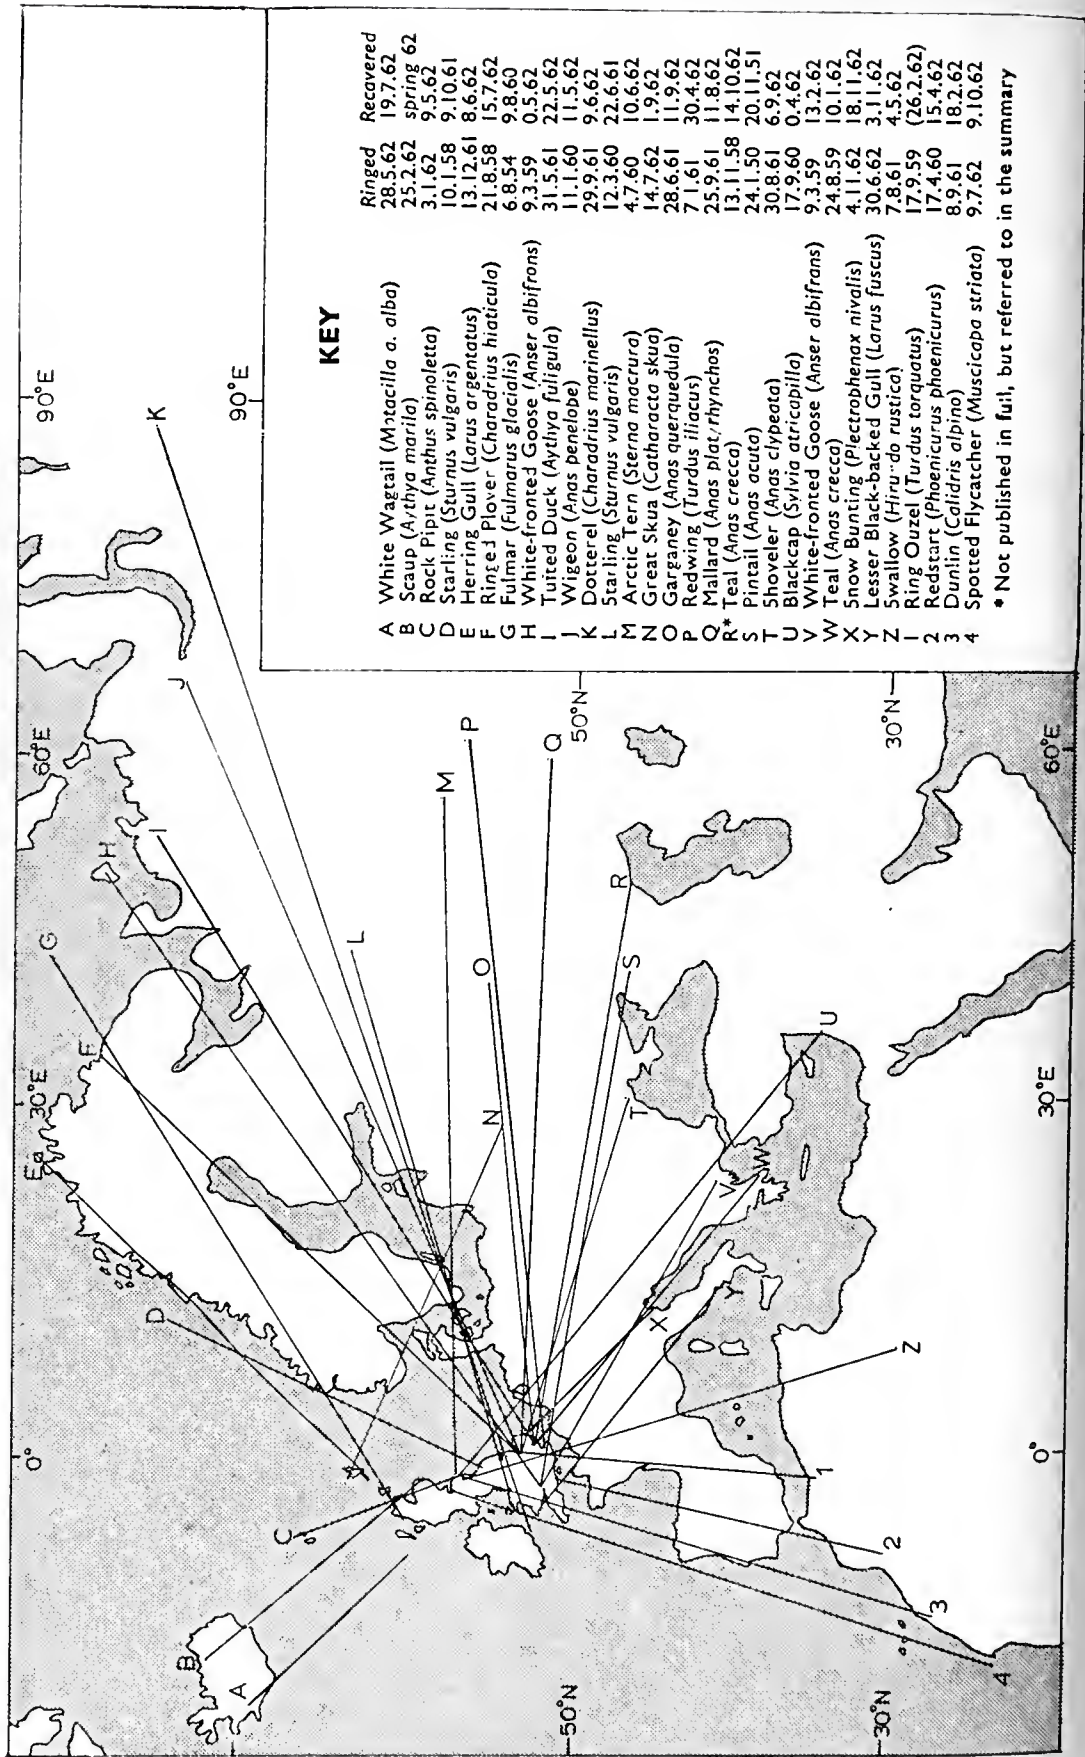 0°
30°E
60°E
90°E
90°E
50°N
50°N
30°N
30°N
0°
30°E
60°E
A
B
C
D
E
F
G
H
I
J
K
L
M
N
O
P
Q
R
S
T
U
V
W
X
Y
Z
1
2
3
4
KEY
Ringed Recavered
A White Wagtail (Motacilla a. alba) 28.5.62 19.7.62
B Scaup (Aythya marila) 25.2.62 spring 62
C Rock Pipit (Anthus spinoletta) 3.1.62 9.5.62
D Starling (Sturnus vulgaris) 10.1.58 9.10.61
E Herring Gull (Larus argentatus) 13.12.61 8.6.62
F Ringed Plover (Charadrius hiaticula) 21.8.58 15.7.62
G Fulmar (Fulmarus glacialis) 6.8.54 9.8.60
H White-fronted Goose (Anser albifrons) 9.3.59 0.5.62
I Tuited Duck (Aythya fuligula) 31.5.61 22.5.62
J Wigeon (Anas penelope) 11.1.60 11.5.62
K Dotterel (Charadrius marinellus) 29.9.61 9.6.62
L Starling (Sturnus vulgaris) 12.3.60 22.6.61
M Arctic Tern (Sterna macrura) 4.7.60 10.6.62
N Great Skua (Catharacta skua) 14.7.62 1.9.62
O Garganey (Anas querquedula) 28.6.61 11.9.62
P Redwing (Turdus iliacus) 7.1.61 30.4.62
Q Mallard (Anas plat/rhynchos) 25.9.61 11.8.62
R* Teal (Anas crecca) 13.11.58 14.10.62
S Pintail (Anas acuta) 24.1.50 20.11.51
T Shoveler (Anas clypeata) 30.8.61 6.9.62
U Blackcap (Sylvia atricapilla) 17.9.60 0.4.62
V White-fronted Goose (Anser albifrans) 9.3.59 13.2.62
W Teal (Anas crecca) 24.8.59 10.1.62
X Snow Bunting (Plectrophenax nivalis) 4.11.62 18.11.62
Y Lesser Black-backed Gull (Larus fuscus) 30.6.62 3.11.62
Z Swallow (Hirundo rustica) 7.8.61 4.5.62
1 Ring Ouzel (Turdus torquatus) 17.9.59 (26.2.62)
2 Redstart (Phoenicurus phoenicurus) 17.4.60 15.4.62
3 Dunlin (Calidris alpino) 8.9.61 18.2.62
4 Spotted Flycatcher (Muscicapa striata) 9.7.62 9.10.62
* Not published in full, but referred to in the summary